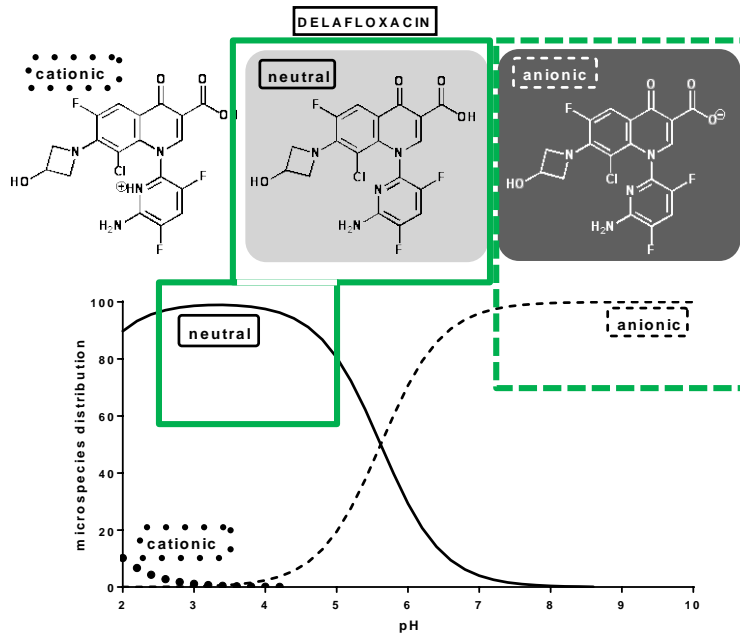 DELAFLOXACIN
cationic
neutral
anionic
O
O
F
OH
N
Cl
N
HO
HN
⊕
F
H₂N
F
O
O
F
OH
N
Cl
N
HO
N
F
H₂N
F
O
O
F
O⊖
N
Cl
N
HO
N
F
H₂N
F
microspecies distribution
100
80
60
40
20
0
neutral
anionic
cationic
2
3
4
5
6
7
8
9
10
pH